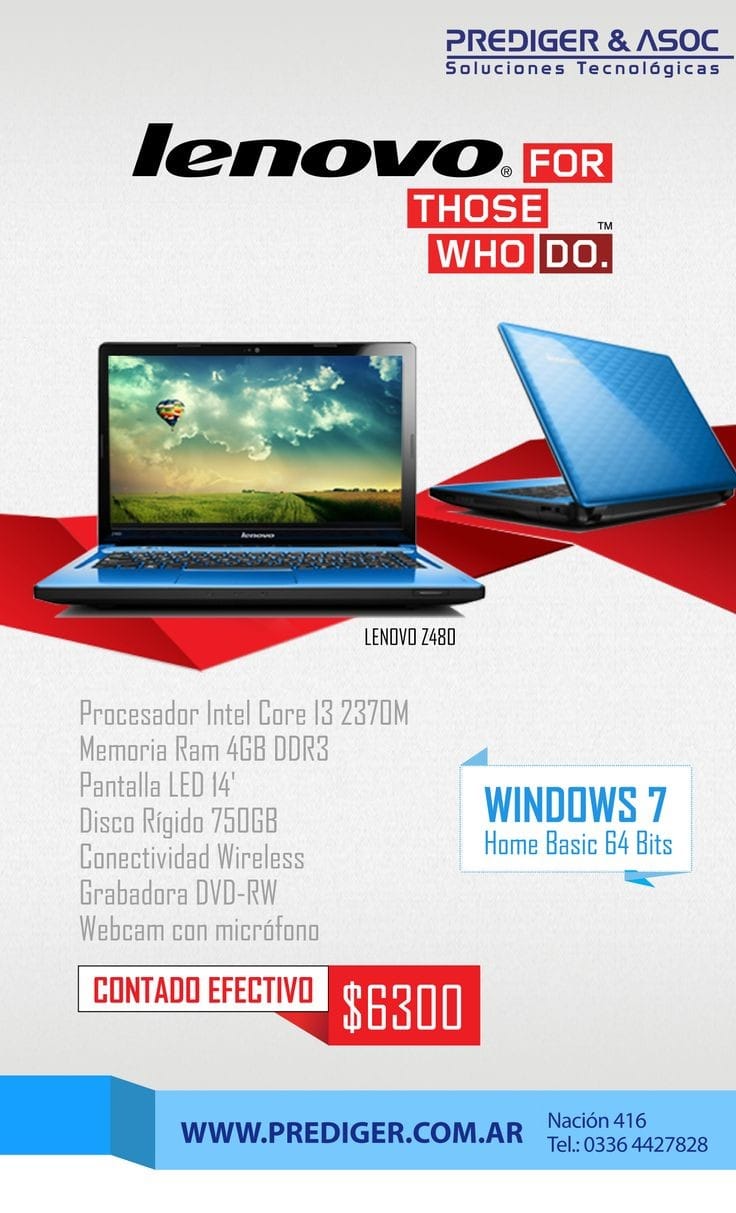 PREDIGER & ASOC
Soluciones Tecnológicas
lenovo® FOR
THOSE
WHO DO.™
lenovo
LENOVO Z480
Procesador Intel Core I3 2370M
Memoria Ram 4GB DDR3
Pantalla LED 14'
Disco Rígido 750GB
Conectividad Wireless
Grabadora DVD-RW
Webcam con micrófono
WINDOWS 7
Home Basic 64 Bits
CONTADO EFECTIVO
$6300
WWW.PREDIGER.COM.AR
Nación 416
Tel.: 0336 4427828